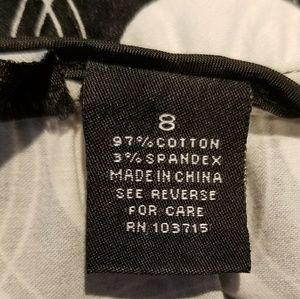 8
97% COTTON
3% SPANDEX
MADE IN CHINA
SEE REVERSE
FOR CARE
RN 103715